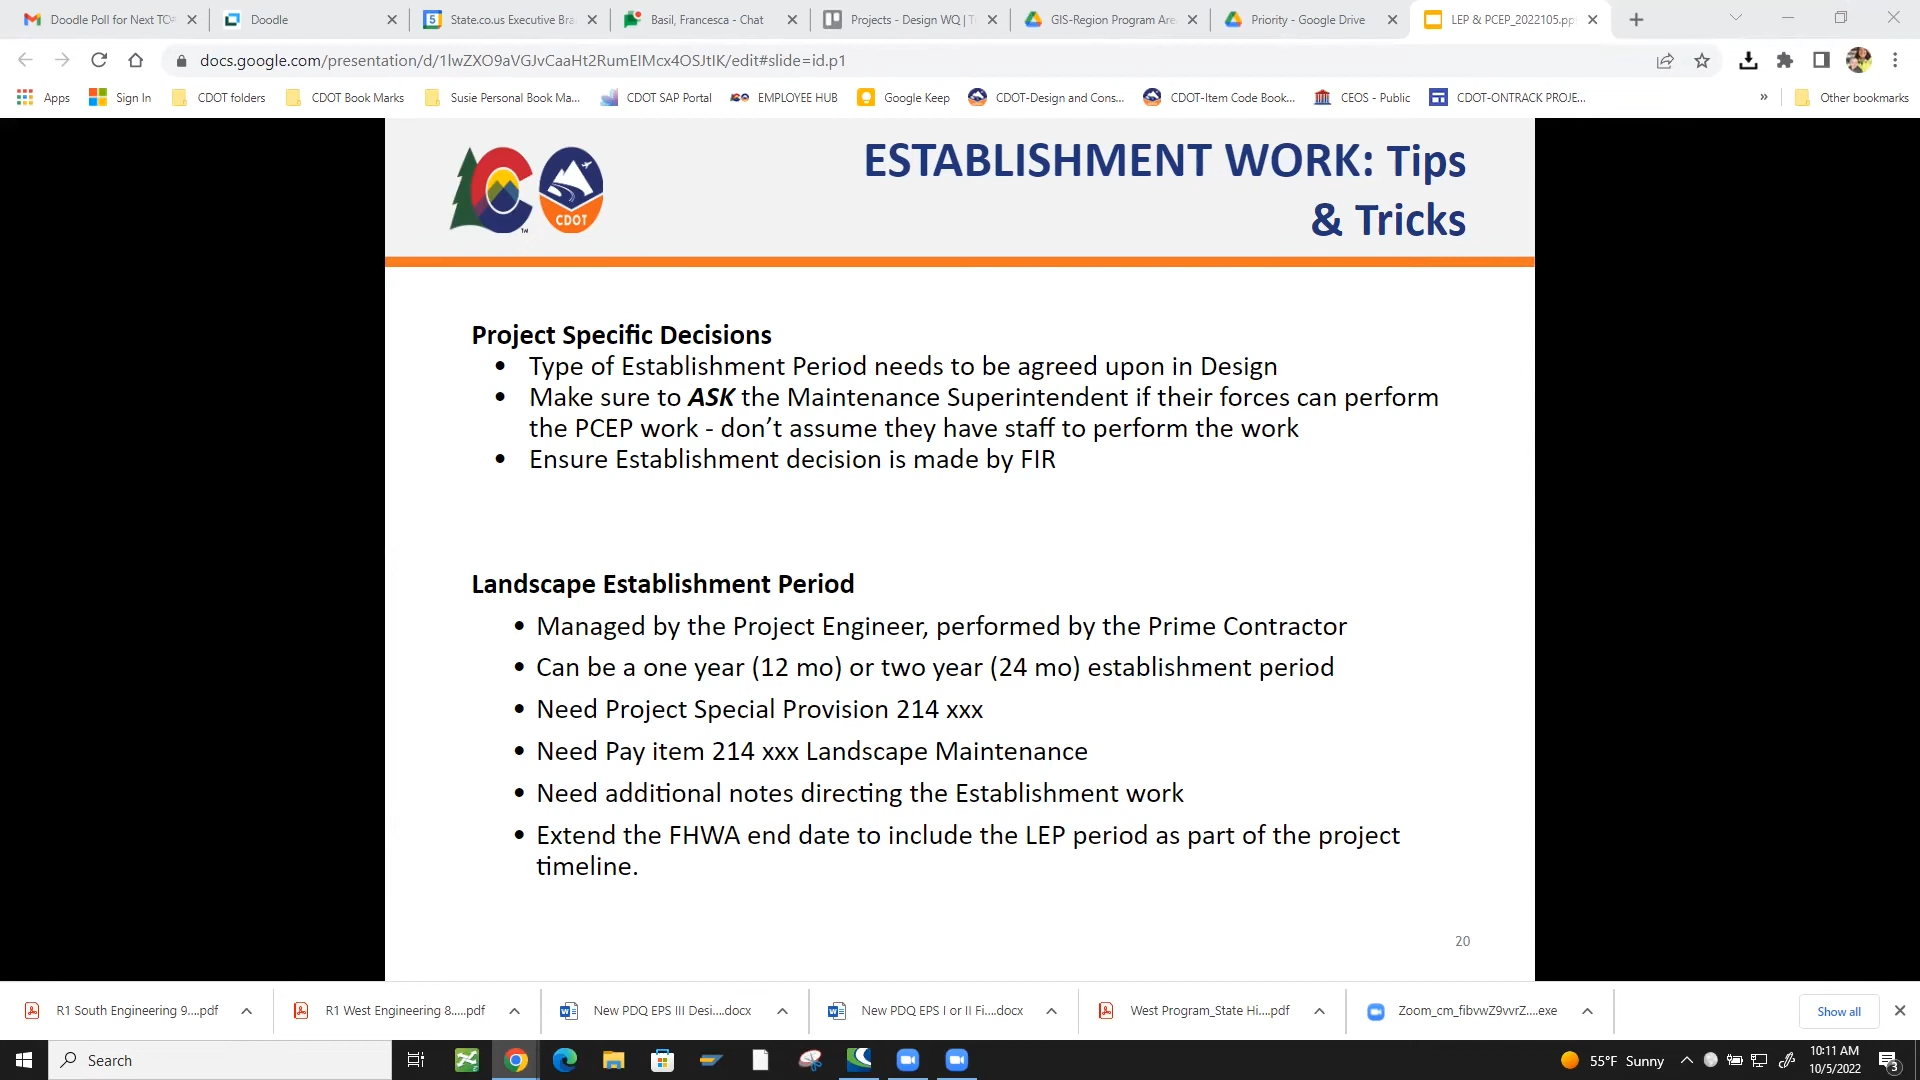 Doodle Poll for Next TO#
Doodle
State.co.us Executive Bra
Basil, Francesca - Chat
Projects - Design WQ | T
GIS-Region Program Are
Priority - Google Drive
LEP & PCEP_2022105.pp
docs.google.com/presentation/d/1lwZXO9aVGJvCaaHt2RumEIMcx4OSJtIK/edit#slide=id.p1
Apps
Sign In
CDOT folders
CDOT Book Marks
Susie Personal Book Ma...
CDOT SAP Portal
EMPLOYEE HUB
Google Keep
CDOT-Design and Cons...
CDOT-Item Code Book...
CEOS - Public
CDOT-ONTRACK PROJE...
»
Other bookmarks
CDOT
TM
ESTABLISHMENT WORK: Tips
& Tricks
Project Specific Decisions
• Type of Establishment Period needs to be agreed upon in Design
• Make sure to ASK the Maintenance Superintendent if their forces can perform
the PCEP work - don’t assume they have staff to perform the work
• Ensure Establishment decision is made by FIR
Landscape Establishment Period
• Managed by the Project Engineer, performed by the Prime Contractor
• Can be a one year (12 mo) or two year (24 mo) establishment period
• Need Project Special Provision 214 xxx
• Need Pay item 214 xxx Landscape Maintenance
• Need additional notes directing the Establishment work
• Extend the FHWA end date to include the LEP period as part of the project
timeline.
20
R1 South Engineering 9....pdf
R1 West Engineering 8.....pdf
New PDQ EPS III Desi....docx
New PDQ EPS I or II Fi....docx
West Program_State Hi....pdf
Zoom_cm_fibvwZ9vvrZ....exe
Show all
Search
55°F Sunny
10:11 AM
10/5/2022
3